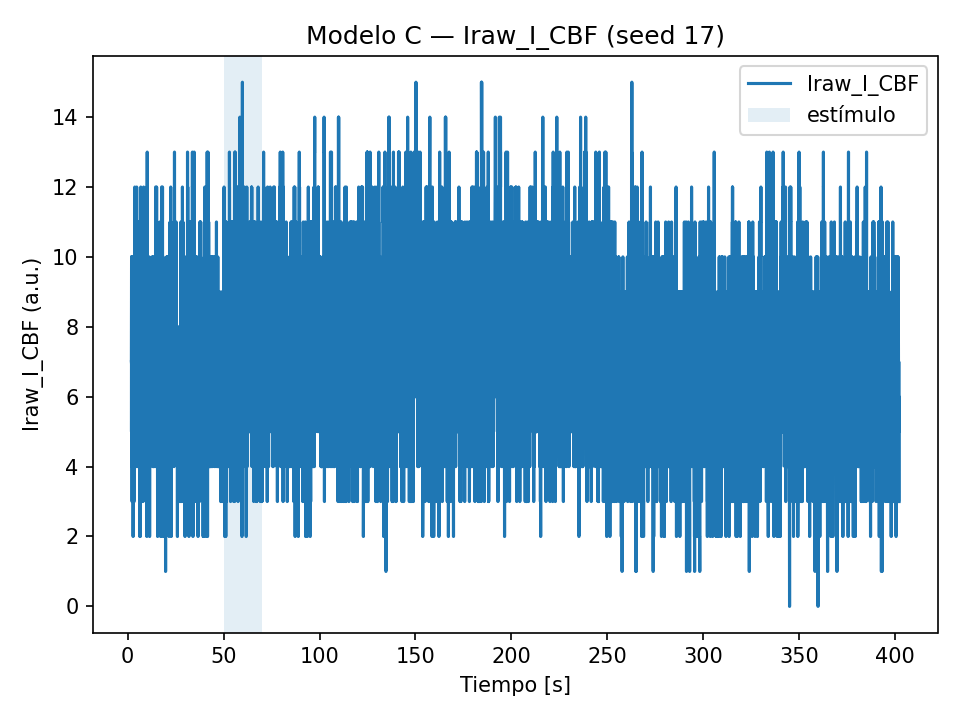 Modelo C — Iraw_I_CBF (seed 17)
Iraw_I_CBF
estímulo
Iraw_I_CBF (a.u.)
14
12
10
8
6
4
2
0
0 50 100 150 200 250 300 350 400
Tiempo [s]